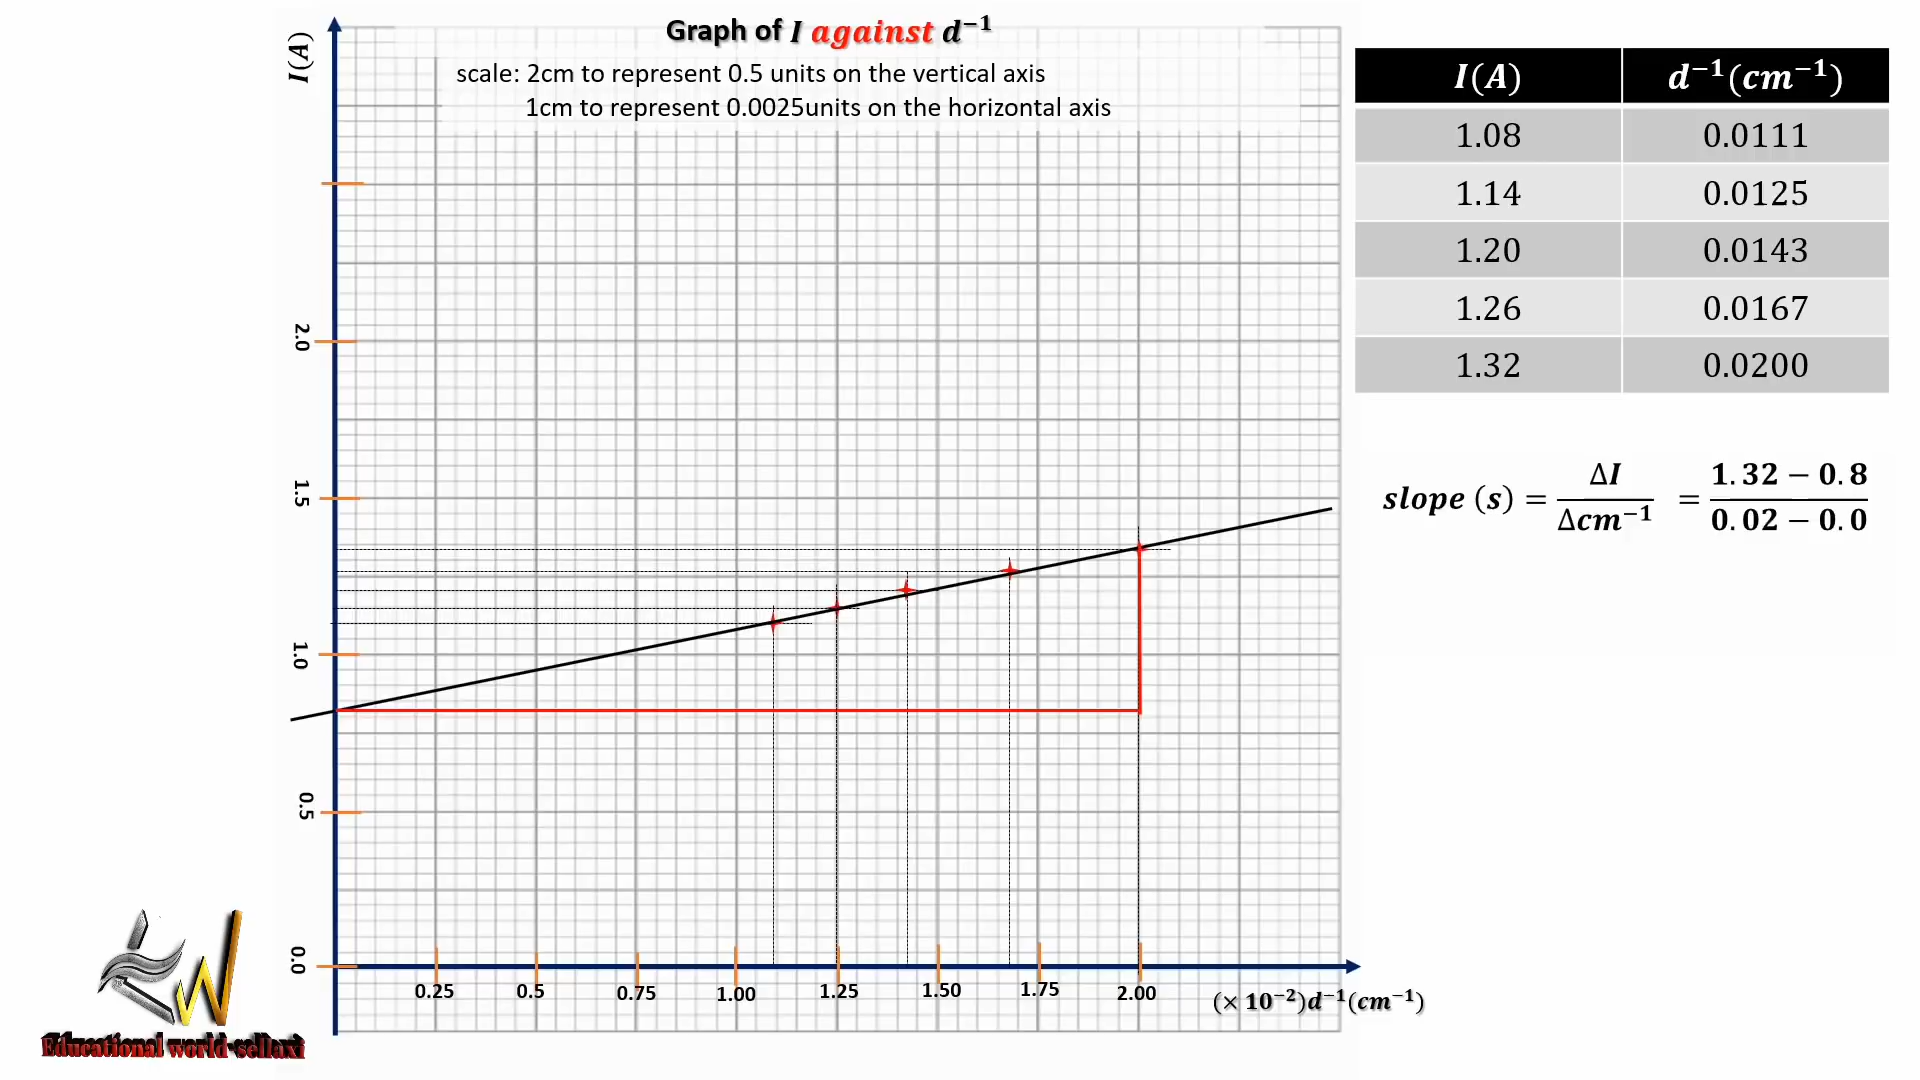 Graph of I against d⁻¹
scale: 2cm to represent 0.5 units on the vertical axis
1cm to represent 0.0025units on the horizontal axis
I(A)
2.0
1.5
1.0
0.5
0.0
0.25 0.5 0.75 1.00 1.25 1.50 1.75 2.00 (× 10⁻²)d⁻¹(cm⁻¹)
I(A) d⁻¹(cm⁻¹)
1.08 0.0111
1.14 0.0125
1.20 0.0143
1.26 0.0167
1.32 0.0200
slope (s) = ΔI / Δcm⁻¹ = 1.32 − 0.8 / 0.02 − 0.0
Educational world-selluxi